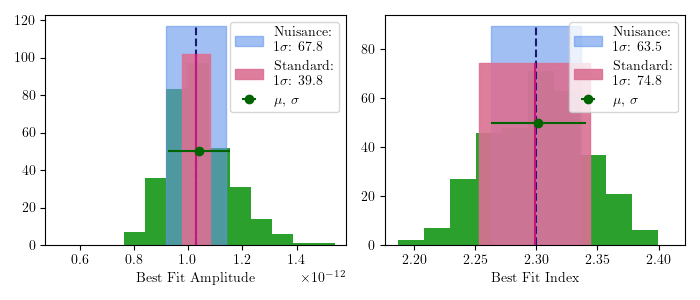 120
100
80
60
40
20
0
Nuisance:
1σ: 67.8
Standard:
1σ: 39.8
μ, σ
0.6
0.8
1.0
1.2
1.4
Best Fit Amplitude
×10⁻¹²
80
60
40
20
0
Nuisance:
1σ: 63.5
Standard:
1σ: 74.8
μ, σ
2.20
2.25
2.30
2.35
2.40
Best Fit Index